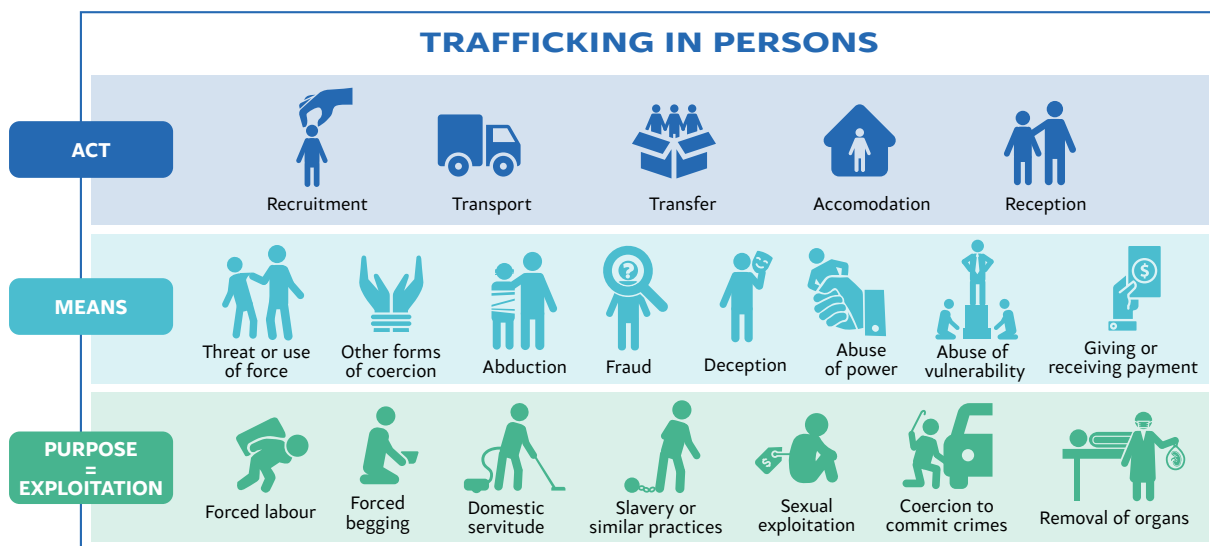 TRAFFICKING IN PERSONS
ACT
Recruitment
Transport
Transfer
Accomodation
Reception
MEANS
Threat or use
of force
Other forms
of coercion
Abduction
?
Fraud
Deception
Abuse
of power
Abuse of
vulnerability
$
Giving or
receiving payment
PURPOSE
=
EXPLOITATION
Forced labour
Forced
begging
Domestic
servitude
Slavery or
similar practices
$
Sexual
exploitation
Coercion to
commit crimes
Removal of organs